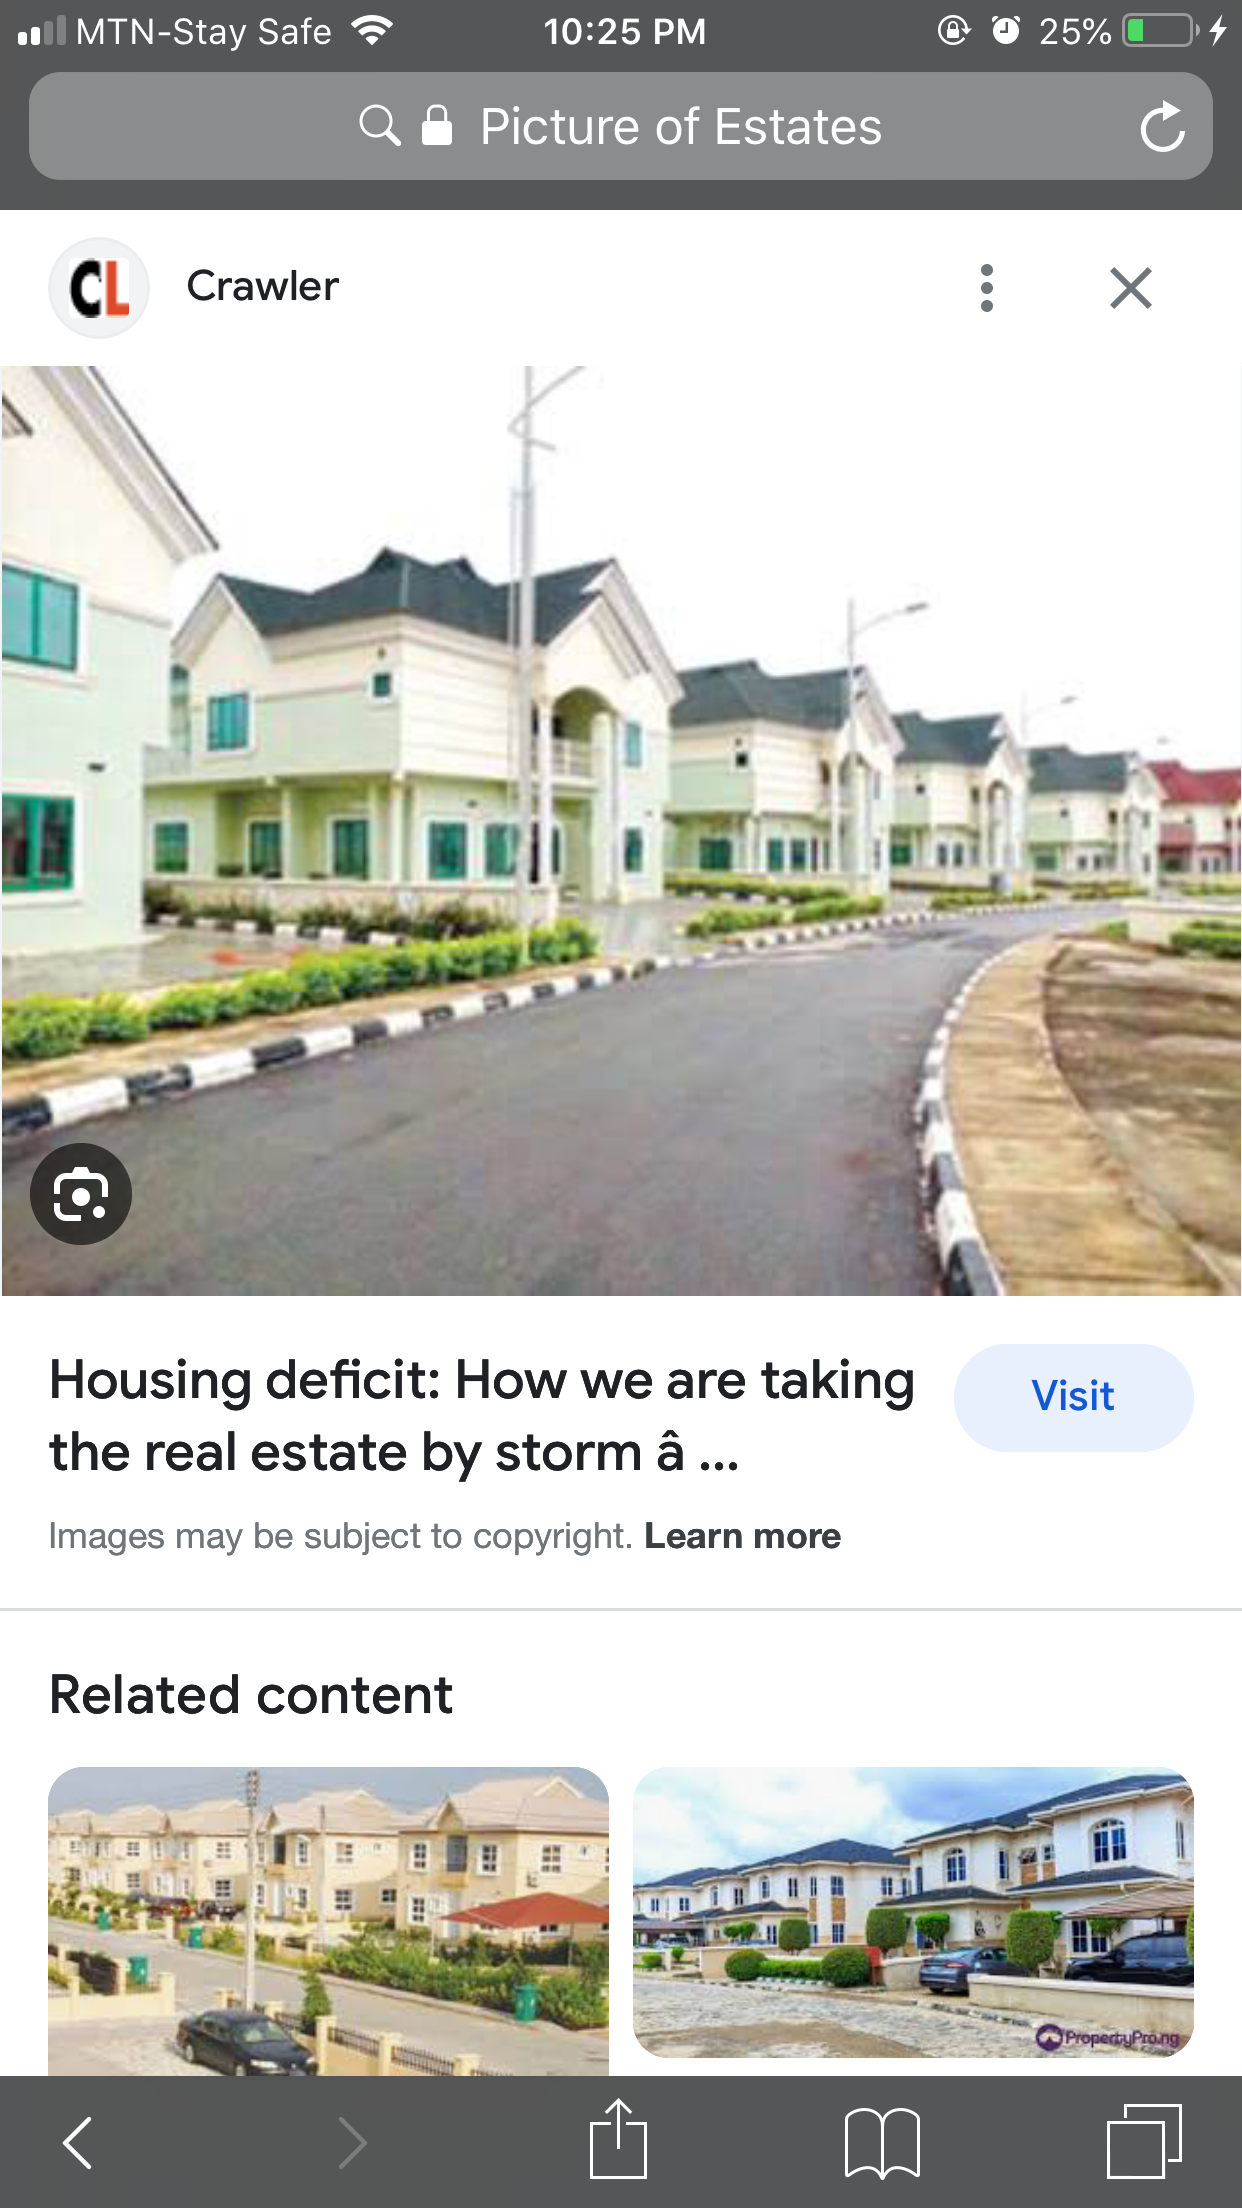 MTN-Stay Safe
10:25 PM
25%
Picture of Estates
CL
Crawler
Housing deficit: How we are taking
the real estate by storm â ...
Visit
Images may be subject to copyright. Learn more
Related content
PropertyPro.ng